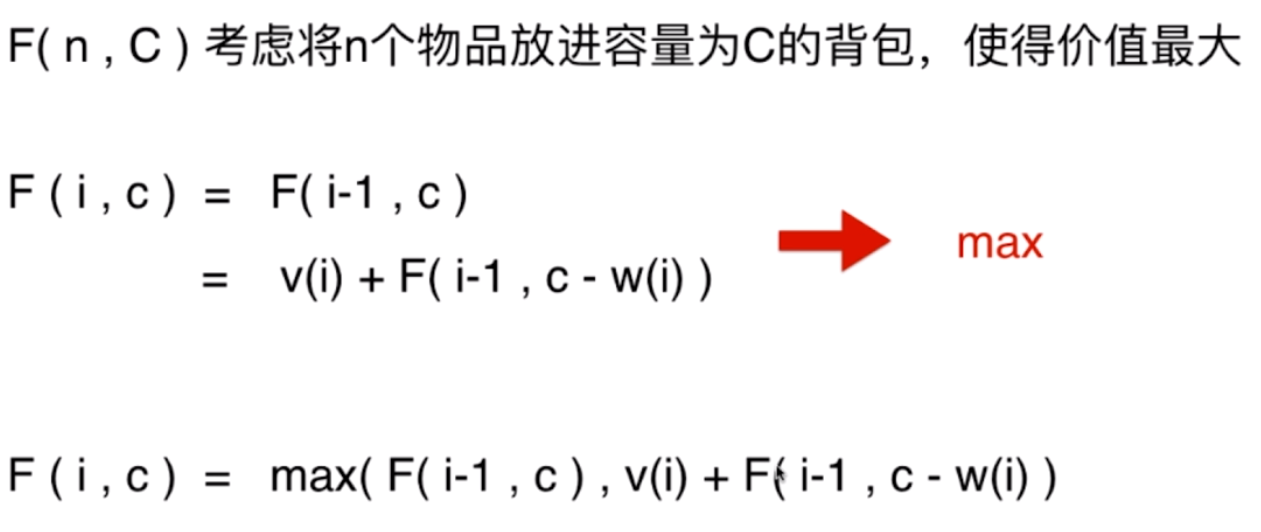 F( n , C ) 考虑将n个物品放进容量为C的背包，使得价值最大
F ( i , c ) = F( i-1 , c )
= v(i) + F( i-1 , c - w(i) )
max
F ( i , c ) = max( F( i-1 , c ) , v(i) + F( i-1 , c - w(i) )